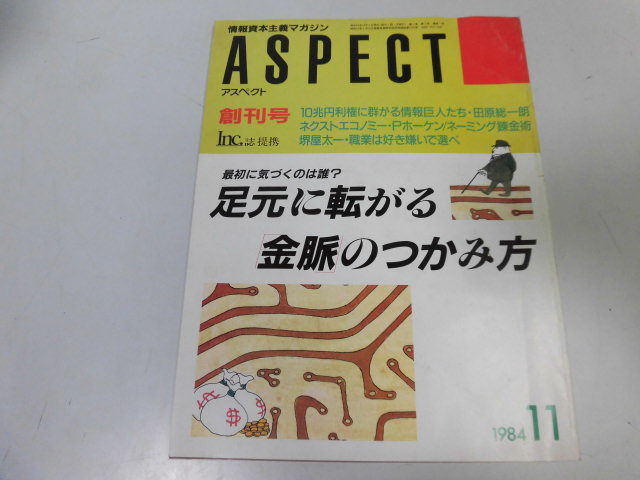 情報資本主義マガジン
ASPECT
アスペクト
創刊号
Inc.誌提携
10兆円利権に群がる情報巨人たち・田原総一朗
ネクストエコノミー・Pホーケン/ネーミング錬金術
堺屋太一・職業は好き嫌いで選べ
最初に気づくのは誰?
足元に転がる
金脈のつかみ方
$
1984 11